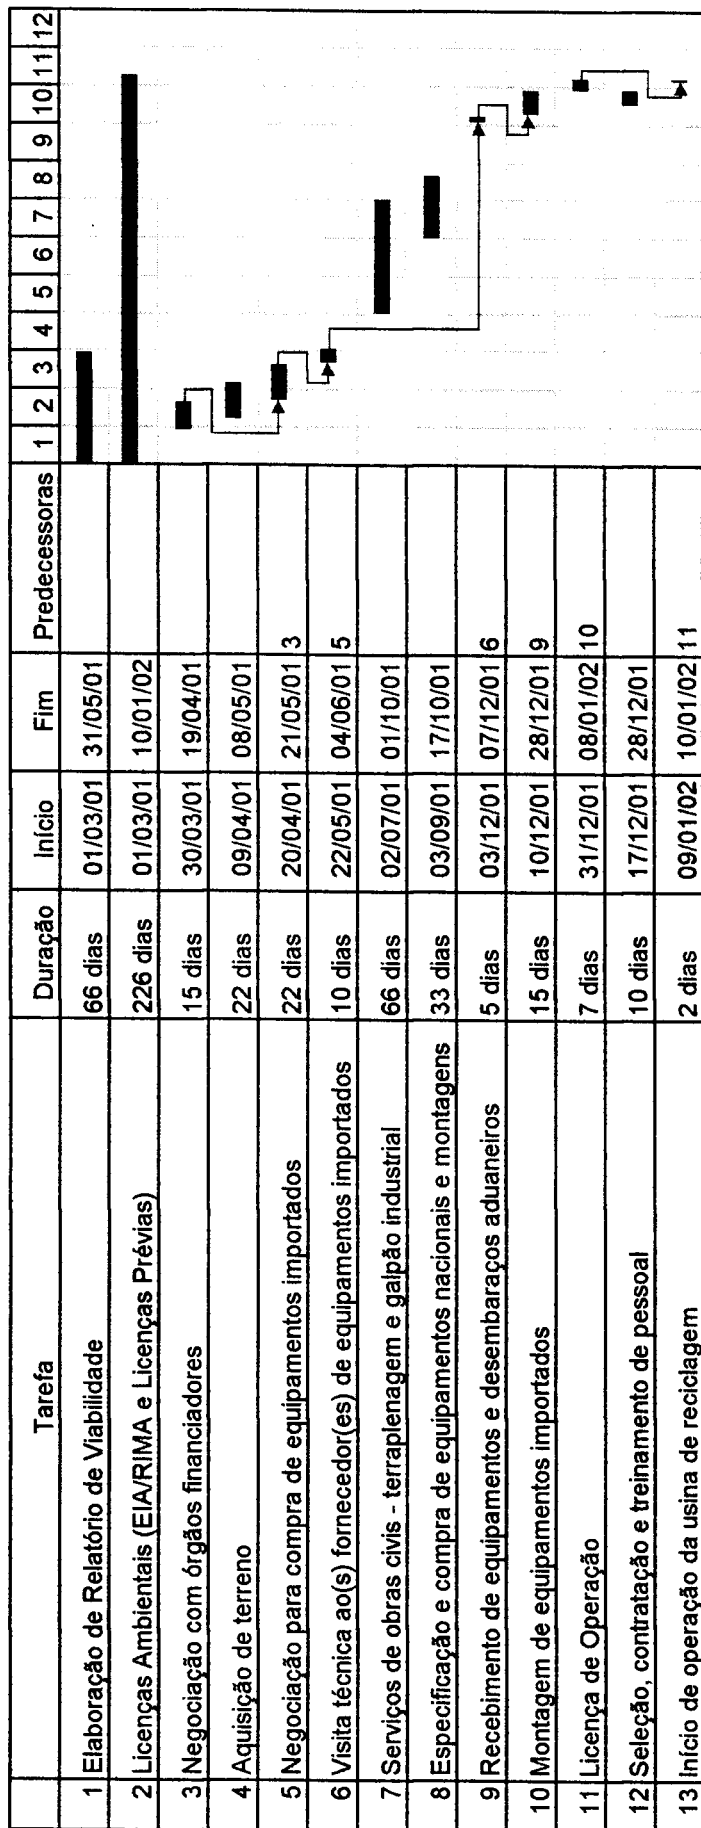 Tarefa Duração Início Fim Predecessoras 1 2 3 4 5 6 7 8 9 10 11 12
1 Elaboração de Relatório de Viabilidade 66 dias 01/03/01 31/05/01
2 Licenças Ambientais (EIA/RIMA e Licenças Prévias) 226 dias 01/03/01 10/01/02
3 Negociação com órgãos financiadores 15 dias 30/03/01 19/04/01
4 Aquisição de terreno 22 dias 09/04/01 08/05/01
5 Negociação para compra de equipamentos importados 22 dias 20/04/01 21/05/01 3
6 Visita técnica ao(s) fornecedor(es) de equipamentos importados 10 dias 22/05/01 04/06/01 5
7 Serviços de obras civis - terraplenagem e galpão industrial 66 dias 02/07/01 01/10/01
8 Especificação e compra de equipamentos nacionais e montagens 33 dias 03/09/01 17/10/01
9 Recebimento de equipamentos e desembaraços aduaneiros 5 dias 03/12/01 07/12/01 6
10 Montagem de equipamentos importados 15 dias 10/12/01 28/12/01 9
11 Licença de Operação 7 dias 31/12/01 08/01/02 10
12 Seleção, contratação e treinamento de pessoal 10 dias 17/12/01 28/12/01
13 Início de operação da usina de reciclagem 2 dias 09/01/02 10/01/02 11